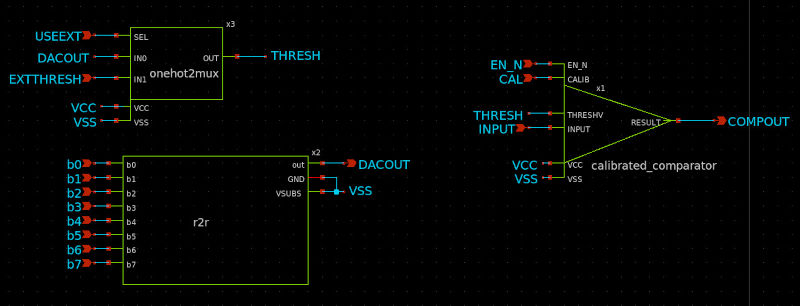 x3
USEEXT SEL
DACOUT IN0 OUT THRESH
EXTTHRESH IN1
onehot2mux
VCC VCC
VSS VSS
x2
b0 b0 out DACOUT
b1 b1 GND
b2 b2 VSUBS VSS
b3 b3
b4 b4
r2r
b5 b5
b6 b6
b7 b7
EN_N EN_N
CAL CALIB
x1
THRESH THRESHV
RESULT COMPOUT
INPUT INPUT
VCC VCC
calibrated_comparator
VSS VSS